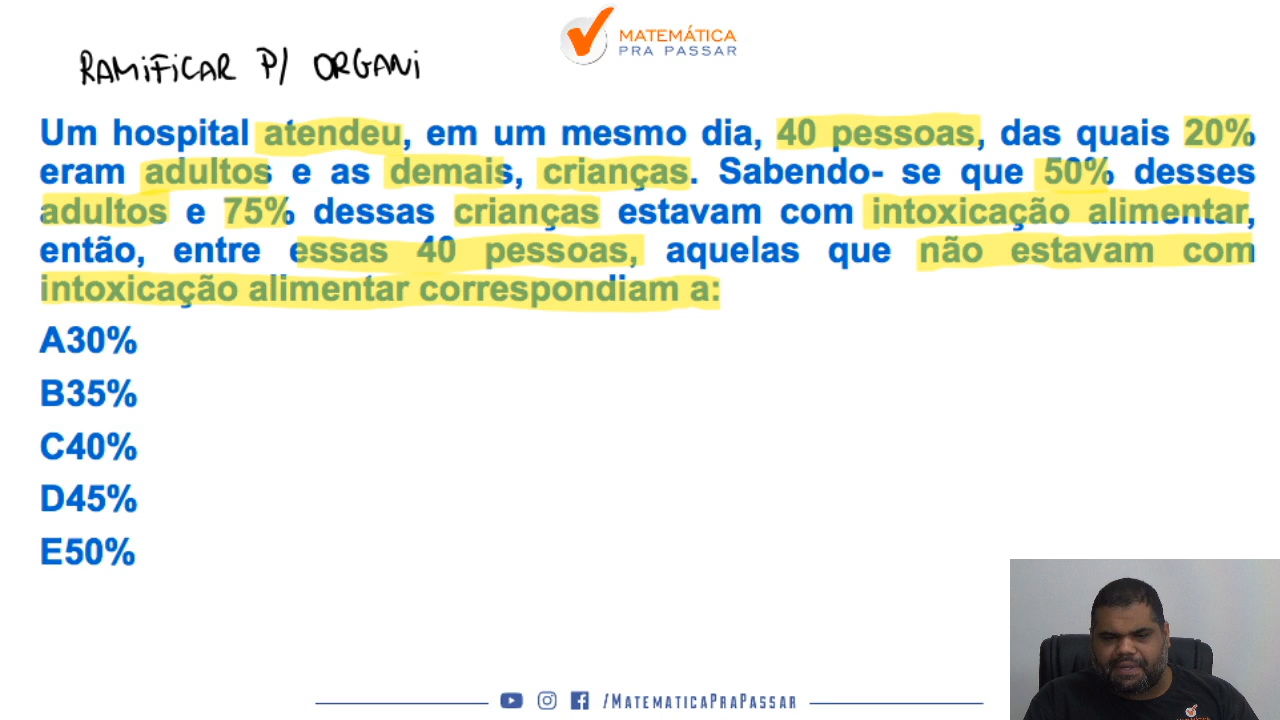 MATEMÁTICA
PRA PASSAR
RAMIFICAR P/ ORGANI
Um hospital atendeu, em um mesmo dia, 40 pessoas, das quais 20%
eram adultos e as demais, crianças. Sabendo- se que 50% desses
adultos e 75% dessas crianças estavam com intoxicação alimentar,
então, entre essas 40 pessoas, aquelas que não estavam com
intoxicação alimentar correspondiam a:
A30%
B35%
C40%
D45%
E50%
/MATEMATICAPRAPASSAR